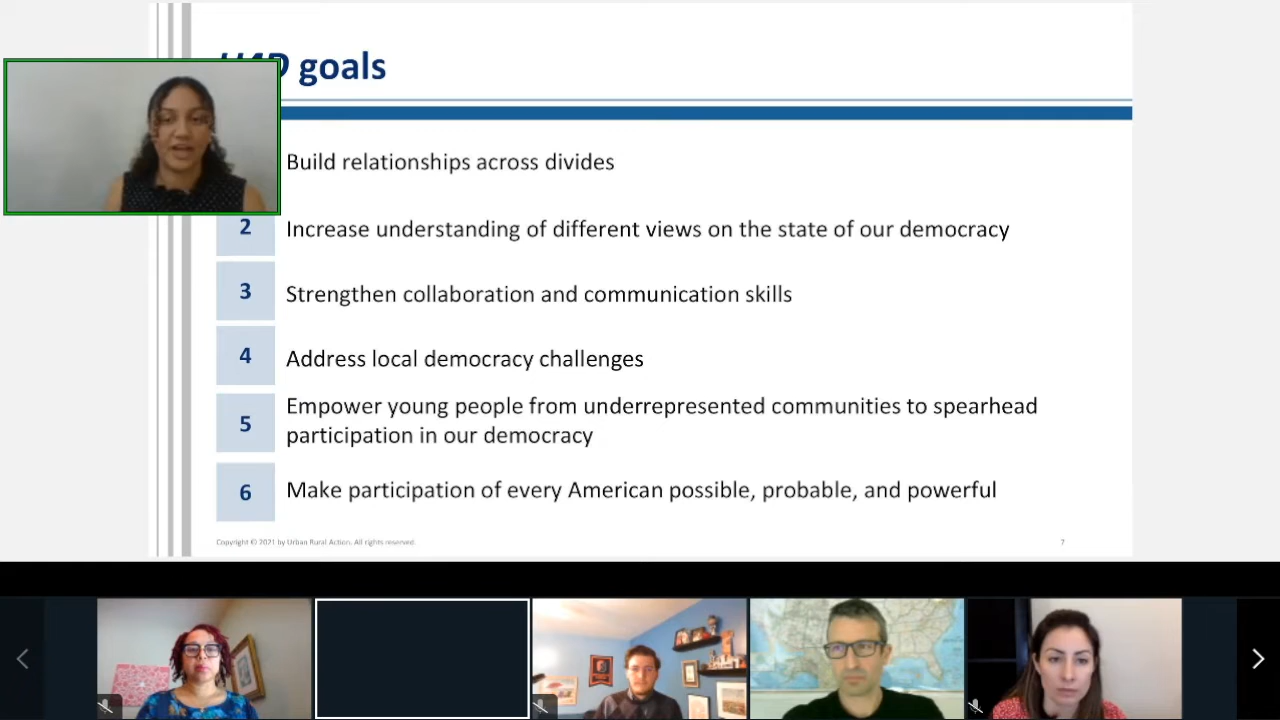 goals
Build relationships across divides
2
Increase understanding of different views on the state of our democracy
3
Strengthen collaboration and communication skills
4
Address local democracy challenges
5
Empower young people from underrepresented communities to spearhead
participation in our democracy
6
Make participation of every American possible, probable, and powerful
Copyright © 2021 by Urban Rural Action. All rights reserved.
7